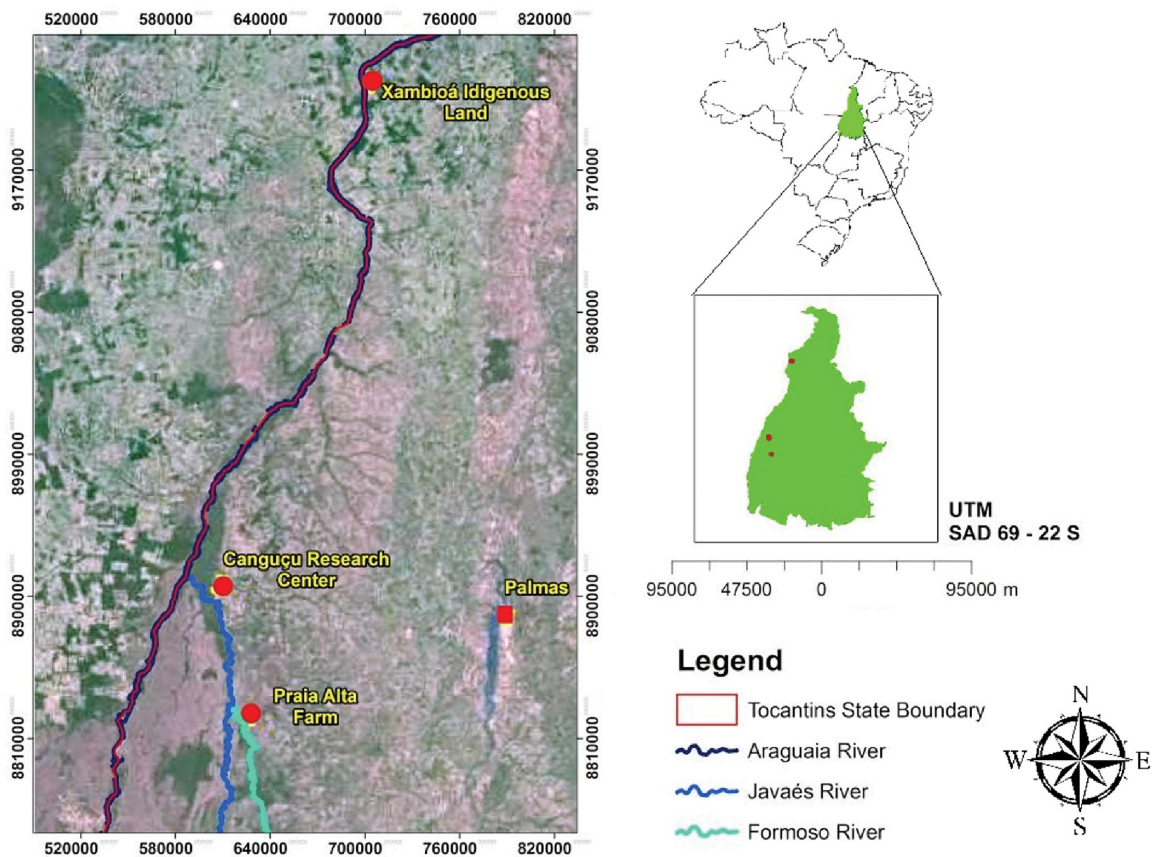 520000 580000 640000 700000 760000 820000
Xambioá Idigenous
Land
9170000
9170000
9080000
9080000
8990000
8990000
Canguçu Research
Center
Palmas
8900000
8900000
Praia Alta
Farm
8810000
8810000
520000 580000 640000 700000 760000 820000
UTM
SAD 69 - 22 S
95000 47500 0 95000 m
Legend
Tocantins State Boundary
Araguaia River
Javaés River
Formoso River
N
W E
S